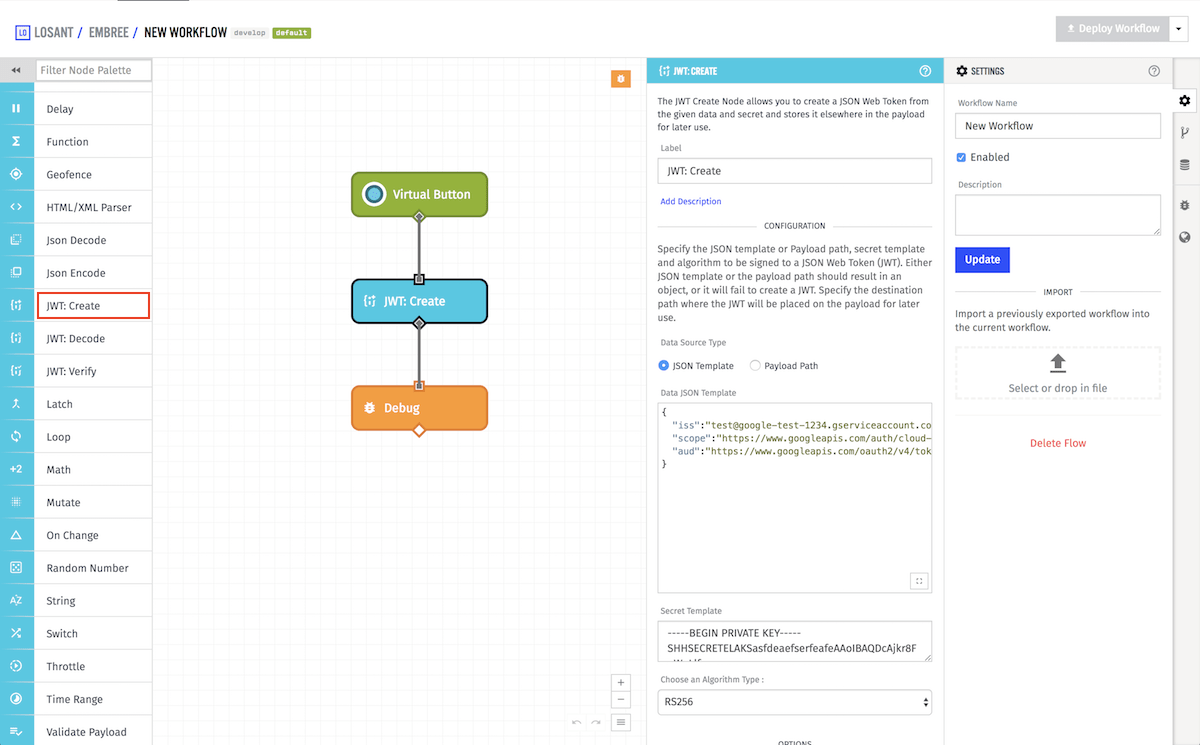 LO LOSANT / EMBREE / NEW WORKFLOW develop default
Deploy Workflow
Filter Node Palette
Delay
Function
Geofence
HTML/XML Parser
Json Decode
Json Encode
JWT: Create
JWT: Decode
JWT: Verify
Latch
Loop
+2 Math
Mutate
On Change
Random Number
String
Switch
Throttle
Time Range
Validate Payload
Virtual Button
JWT: Create
Debug
JWT: CREATE
The JWT Create Node allows you to create a JSON Web Token from
the given data and secret and stores it elsewhere in the payload
for later use.
Label
JWT: Create
Add Description
CONFIGURATION
Specify the JSON template or Payload path, secret template
and algorithm to be signed to a JSON Web Token (JWT). Either
JSON template or the payload path should result in an
object, or it will fail to create a JWT. Specify the destination
path where the JWT will be placed on the payload for later
use.
Data Source Type
JSON Template Payload Path
Data JSON Template
{
"iss":"test@google-test-1234.gserviceaccount.co
"scope":"https://www.googleapis.com/auth/cloud-
"aud":"https://www.googleapis.com/oauth2/v4/tok
}
Secret Template
-----BEGIN PRIVATE KEY-----
SHHSECRETELAKSasfdeaefserfeafeAAoIBAQDcAjkr8F
Choose an Algorithm Type :
RS256
OPTIONS
SETTINGS
Workflow Name
New Workflow
Enabled
Description
Update
IMPORT
Import a previously exported workflow into
the current workflow.
Select or drop in file
Delete Flow